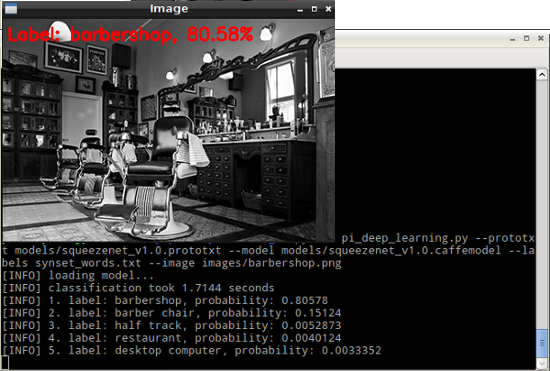 Image
Label: barbershop, 80.58%
pi_deep_learning.py --prototx
t models/squeezenet_v1.0.prototxt --model models/squeezenet_v1.0.caffemodel --la
bels synset_words.txt --image images/barbershop.png
[INFO] loading model...
[INFO] classification took 1.7144 seconds
[INFO] 1. label: barbershop, probability: 0.80578
[INFO] 2. label: barber chair, probability: 0.15124
[INFO] 3. label: half track, probability: 0.0052873
[INFO] 4. label: restaurant, probability: 0.0040124
[INFO] 5. label: desktop computer, probability: 0.0033352